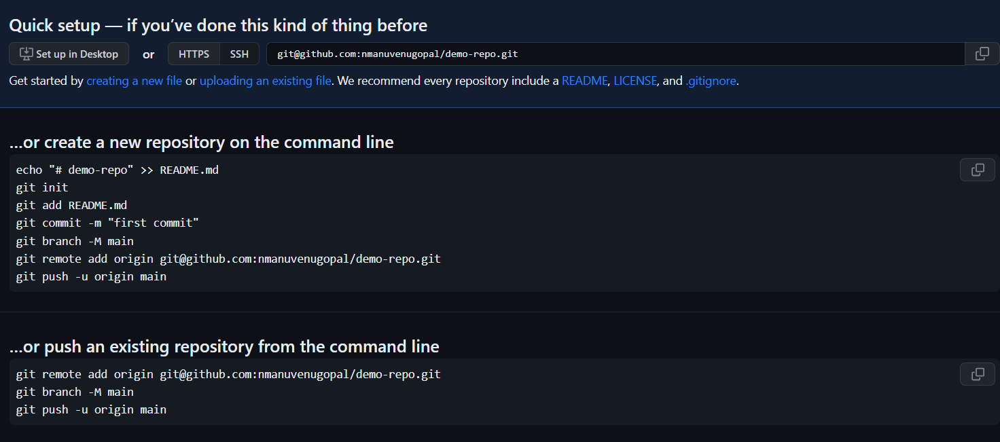 Quick setup — if you’ve done this kind of thing before
Set up in Desktop or HTTPS SSH git@github.com:nmanuvenugopal/demo-repo.git
Get started by creating a new file or uploading an existing file. We recommend every repository include a README, LICENSE, and .gitignore.
…or create a new repository on the command line
echo "# demo-repo" >> README.md
git init
git add README.md
git commit -m "first commit"
git branch -M main
git remote add origin git@github.com:nmanuvenugopal/demo-repo.git
git push -u origin main
…or push an existing repository from the command line
git remote add origin git@github.com:nmanuvenugopal/demo-repo.git
git branch -M main
git push -u origin main